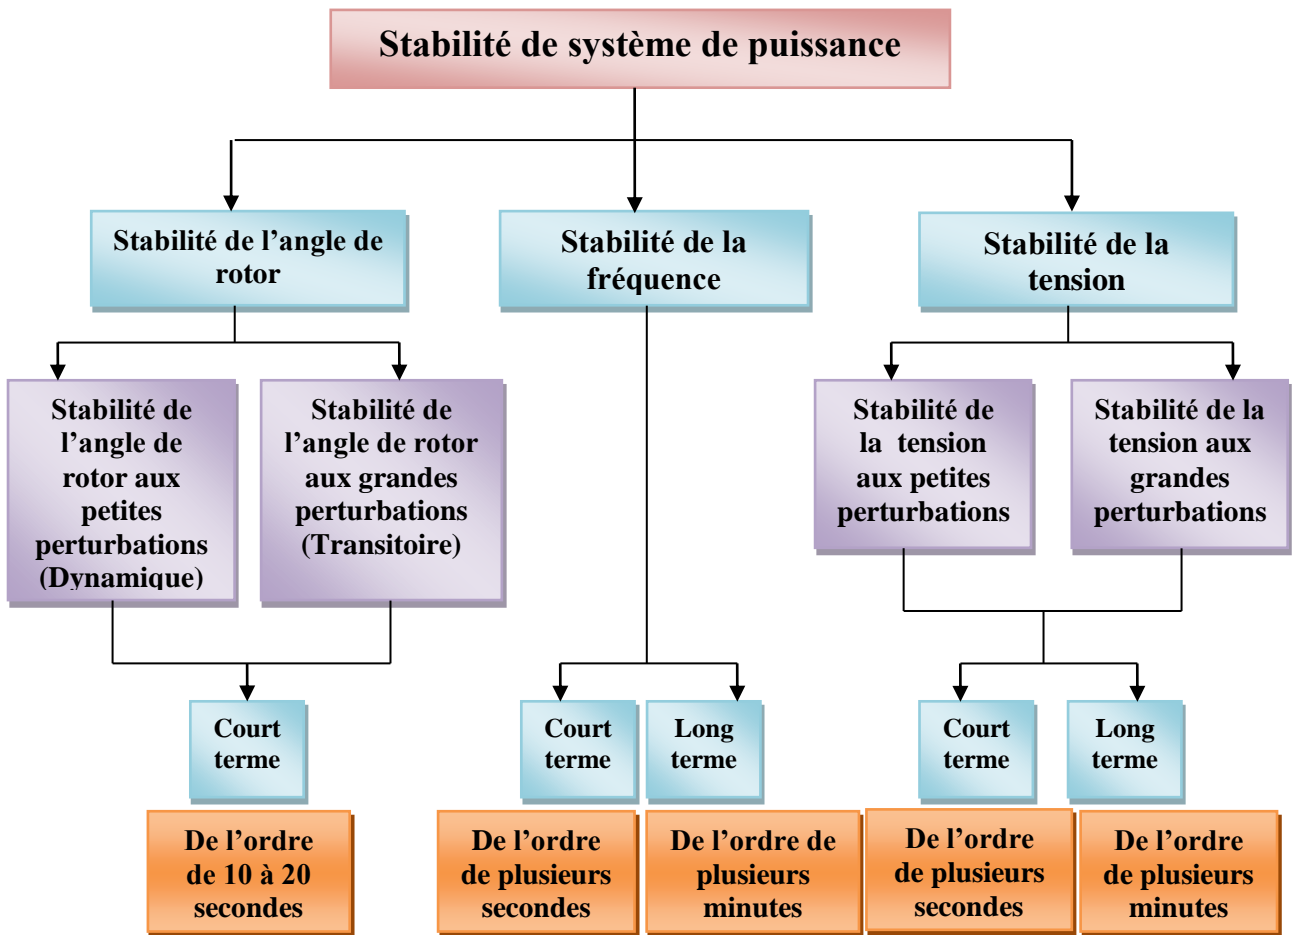 Stabilité de système de puissance
Stabilité de l’angle de
rotor
Stabilité de la
fréquence
Stabilité de la
tension
Stabilité de
l’angle de
rotor aux
petites
perturbations
(Dynamique)
Stabilité de
l’angle de rotor
aux grandes
perturbations
(Transitoire)
Stabilité de
la tension
aux petites
perturbations
Stabilité de la
tension aux
grandes
perturbations
Court
terme
Court
terme
Long
terme
Court
terme
Long
terme
De l’ordre
de 10 à 20
secondes
De l’ordre
de plusieurs
secondes
De l’ordre de
plusieurs
minutes
De l’ordre
de plusieurs
secondes
De l’ordre
de plusieurs
minutes